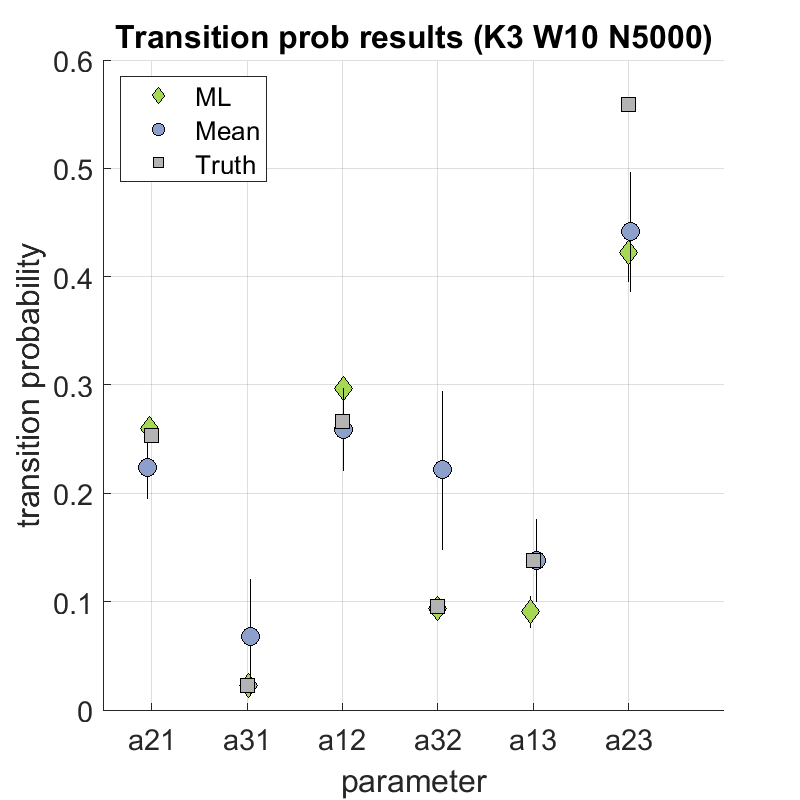 Transition prob results (K3 W10 N5000)
ML
Mean
Truth
0.6
0.5
0.4
0.3
0.2
0.1
0
transition probability
a21 a31 a12 a32 a13 a23
parameter